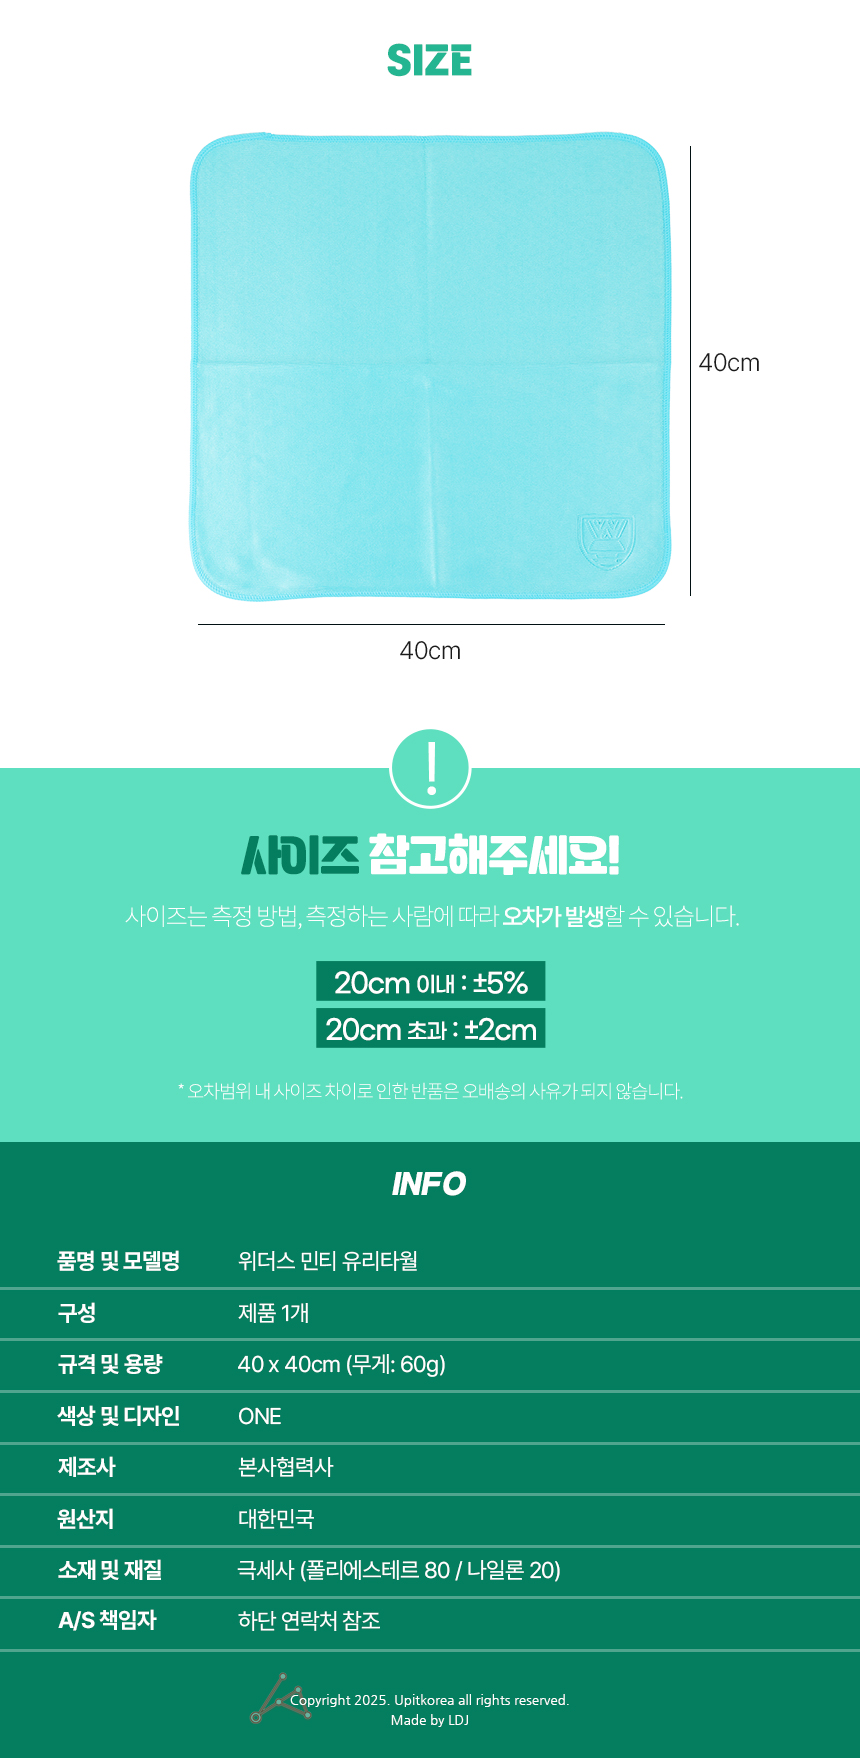 SIZE
40cm
40cm
!
사이즈 참고해주세요!
사이즈는 측정 방법, 측정하는 사람에 따라 오차가 발생할 수 있습니다.
20cm 이내 : ±5%
20cm 초과 : ±2cm
* 오차범위 내 사이즈 차이로 인한 반품은 오배송의 사유가 되지 않습니다.
INFO
품명 및 모델명 위더스 민티 유리타월
구성 제품 1개
규격 및 용량 40 x 40cm (무게: 60g)
색상 및 디자인 ONE
제조사 본사협력사
원산지 대한민국
소재 및 재질 극세사 (폴리에스테르 80 / 나일론 20)
A/S 책임자 하단 연락처 참조
Copyright 2025. Upitkorea all rights reserved.
Made by LDJ